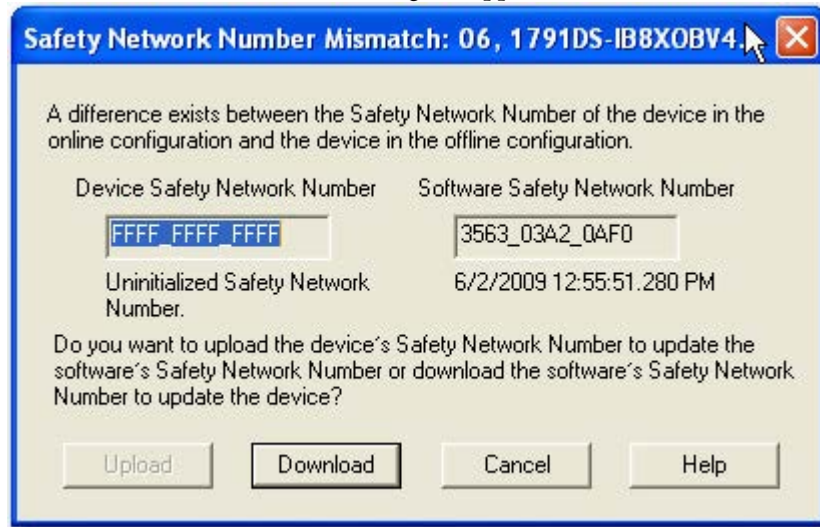 Safety Network Number Mismatch: 06, 1791DS-IB8XOBV4.
A difference exists between the Safety Network Number of the device in the
online configuration and the device in the offline configuration.
Device Safety Network Number Software Safety Network Number
FFFF_FFFF_FFFF 3563_03A2_0AF0
Uninitialized Safety Network 6/2/2009 12:55:51.280 PM
Number.
Do you want to upload the device's Safety Network Number to update the
software's Safety Network Number or download the software's Safety Network
Number to update the device?
Upload Download Cancel Help